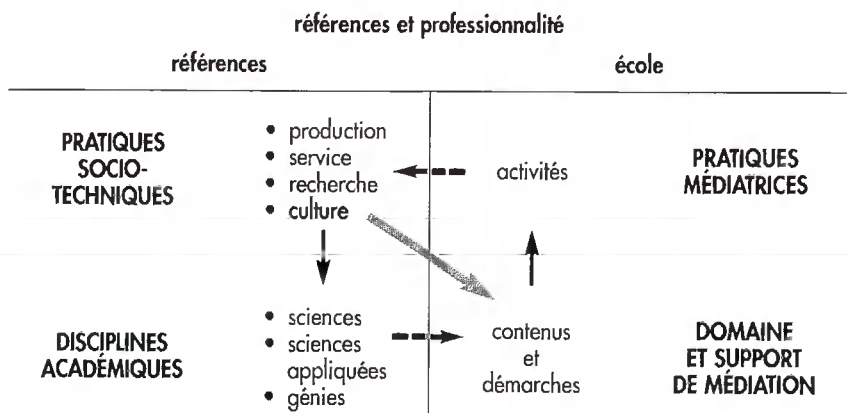 références et professionnalité
références
école
PRATIQUES
SOCIO-
TECHNIQUES
• production
• service
• recherche
• culture
activités
PRATIQUES
MÉDIATRICES
DISCIPLINES
ACADÉMIQUES
• sciences
• sciences
appliquées
• génies
contenus
et
démarches
DOMAINE
ET SUPPORT
DE MÉDIATION